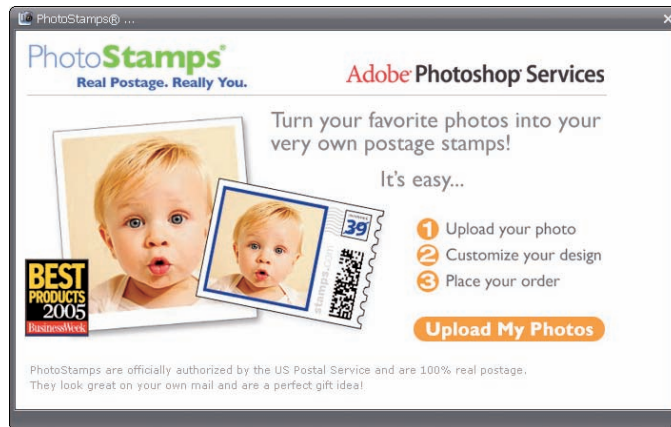 PhotoStamps® ...
PhotoStamps®
Real Postage. Really You.
Adobe® Photoshop® Services
Turn your favorite photos into your
very own postage stamps!
It's easy...
1 Upload your photo
2 Customize your design
3 Place your order
Upload My Photos
39
stamps.com
BEST
PRODUCTS
2005
BusinessWeek
PhotoStamps are officially authorized by the US Postal Service and are 100% real postage.
They look great on your own mail and are a perfect gift idea!